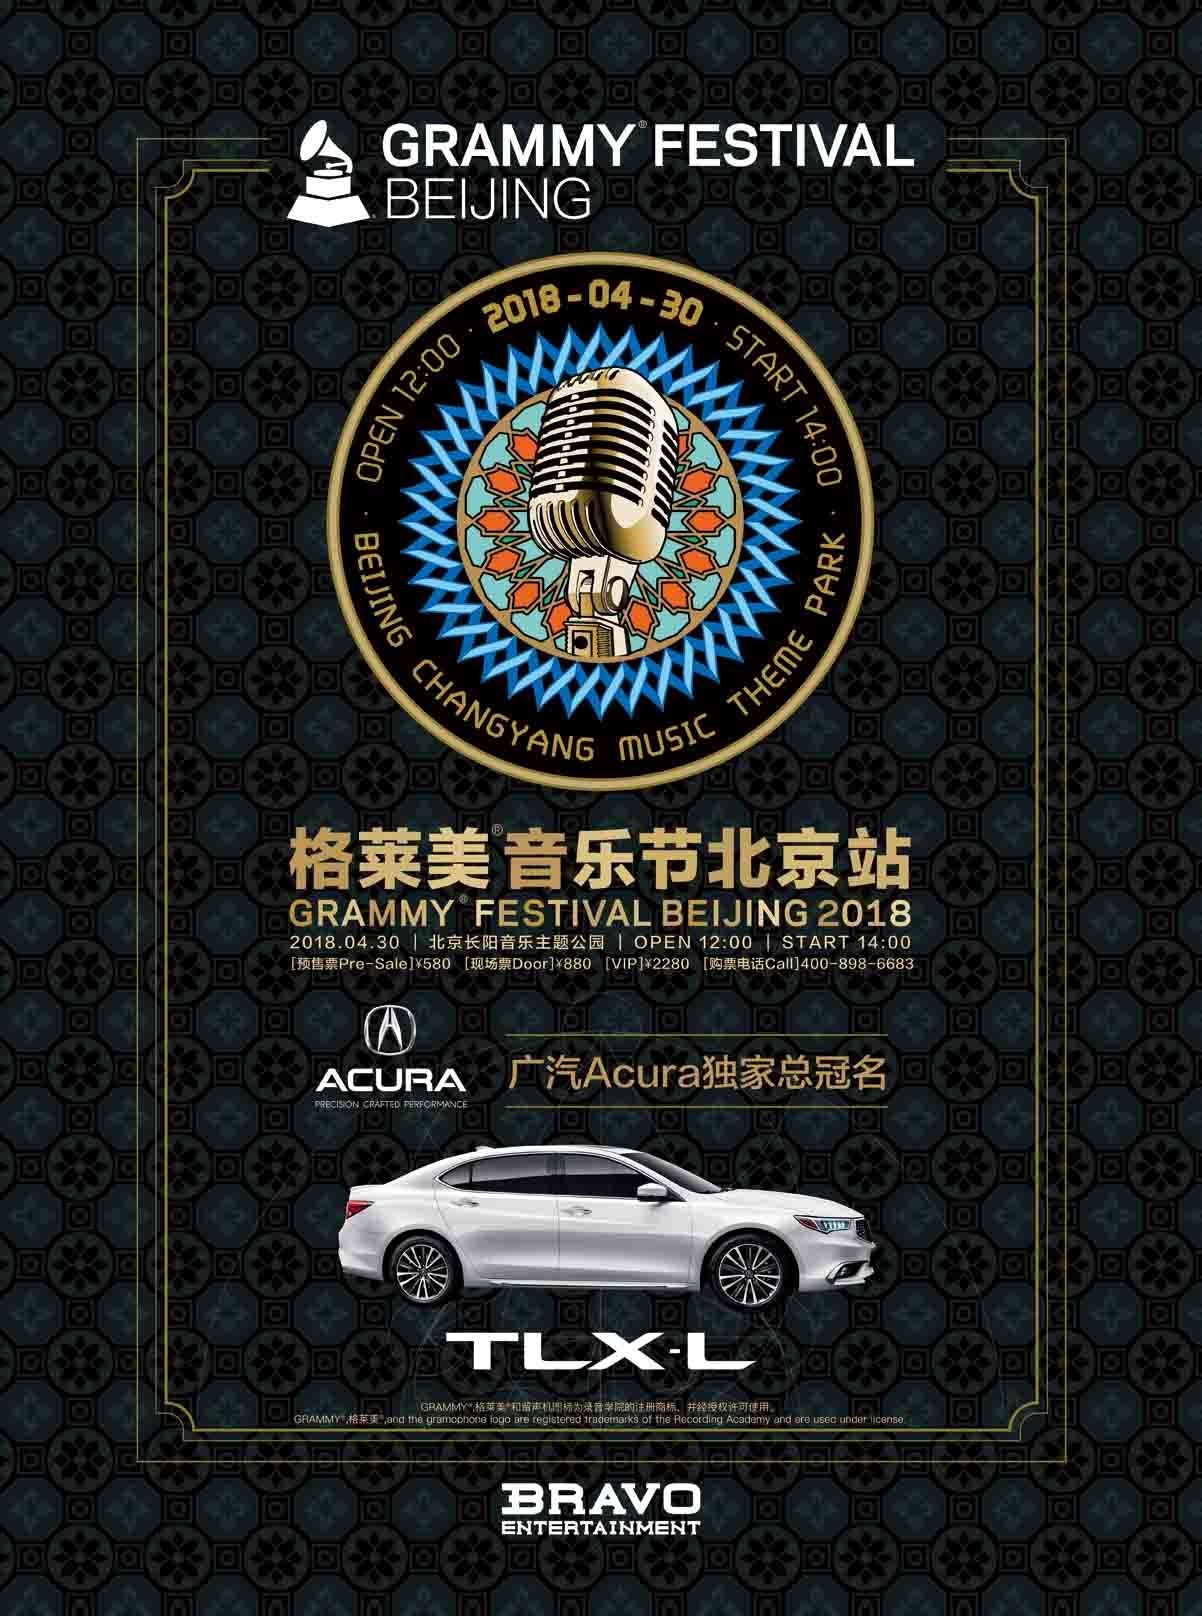 GRAMMY® FESTIVAL
BEIJING
OPEN 12:00 · 2018-04-30 · START 14:00
BEIJING CHANGYANG MUSIC THEME PARK
格莱美®音乐节北京站
GRAMMY® FESTIVAL BEIJING 2018
2018.04.30 | 北京长阳音乐主题公园 | OPEN 12:00 | START 14:00
[预售票Pre-Sale]¥580 [现场票Door]¥880 [VIP]¥2280 [购票电话Call]400-898-6683
ACURA
PRECISION CRAFTED PERFORMANCE
广汽Acura独家总冠名
TLX-L
GRAMMY®,格莱美®和留声机图标为录音学院的注册商标、并经授权许可使用。
GRAMMY®,格莱美®,and the gramophone logo are registered trademarks of the Recording Academy and are used under license.
BRAVO
ENTERTAINMENT